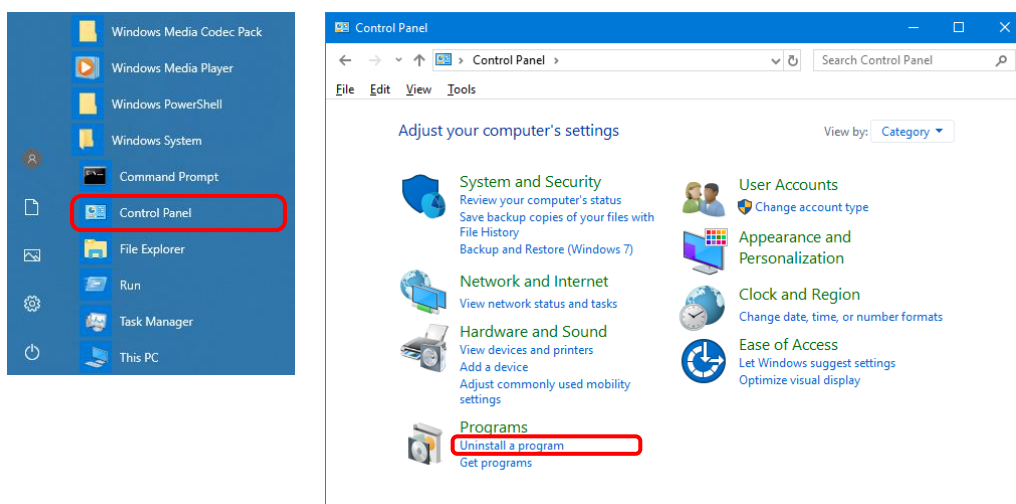 Windows Media Codec Pack
Windows Media Player
Windows PowerShell
Windows System
Command Prompt
Control Panel
File Explorer
Run
Task Manager
This PC
Control Panel
Control Panel
Search Control Panel
File Edit View Tools
Adjust your computer's settings
View by: Category
System and Security
Review your computer's status
Save backup copies of your files with
File History
Backup and Restore (Windows 7)
Network and Internet
View network status and tasks
Hardware and Sound
View devices and printers
Add a device
Adjust commonly used mobility
settings
Programs
Uninstall a program
Get programs
User Accounts
Change account type
Appearance and
Personalization
Clock and Region
Change date, time, or number formats
Ease of Access
Let Windows suggest settings
Optimize visual display